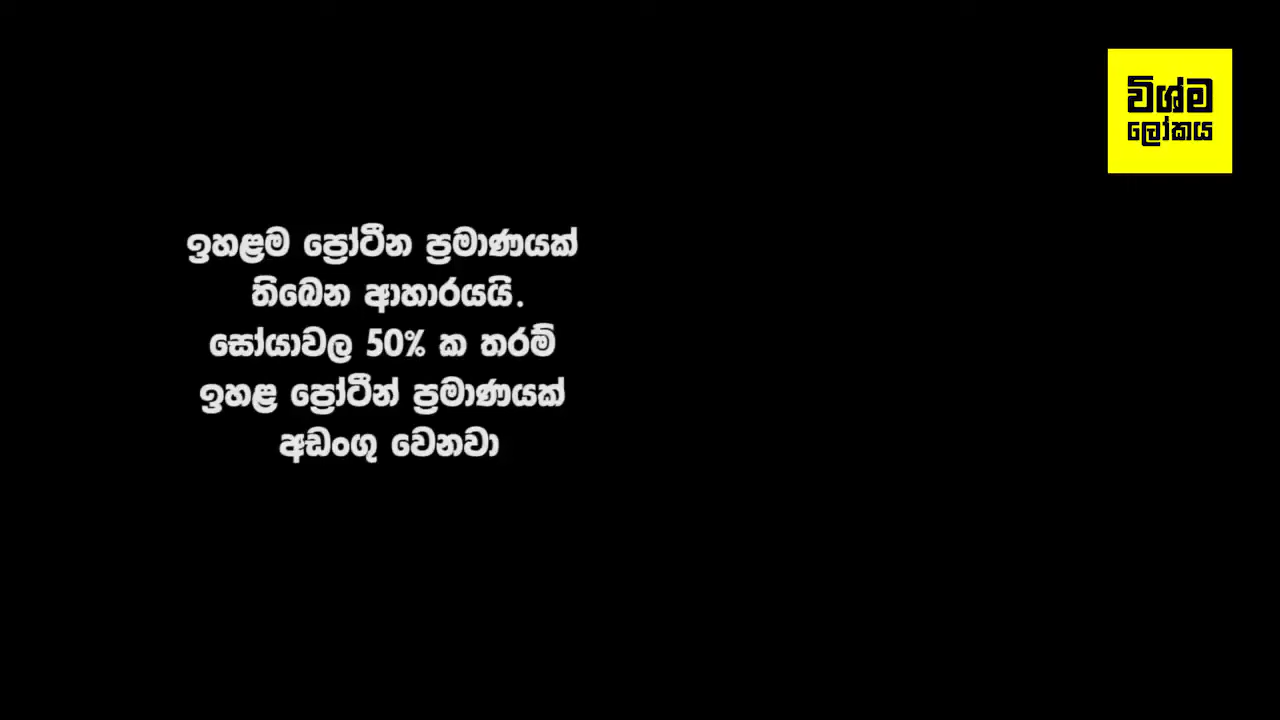 විශ්ම
ලෝකය
ඉහළම ප්‍රෝටීන ප්‍රමාණයක්
තිබෙන ආහාරයයි.
සෝයාවල 50% ක තරම්
ඉහළ ප්‍රෝටීන් ප්‍රමාණයක්
අඩංගු වෙනවා